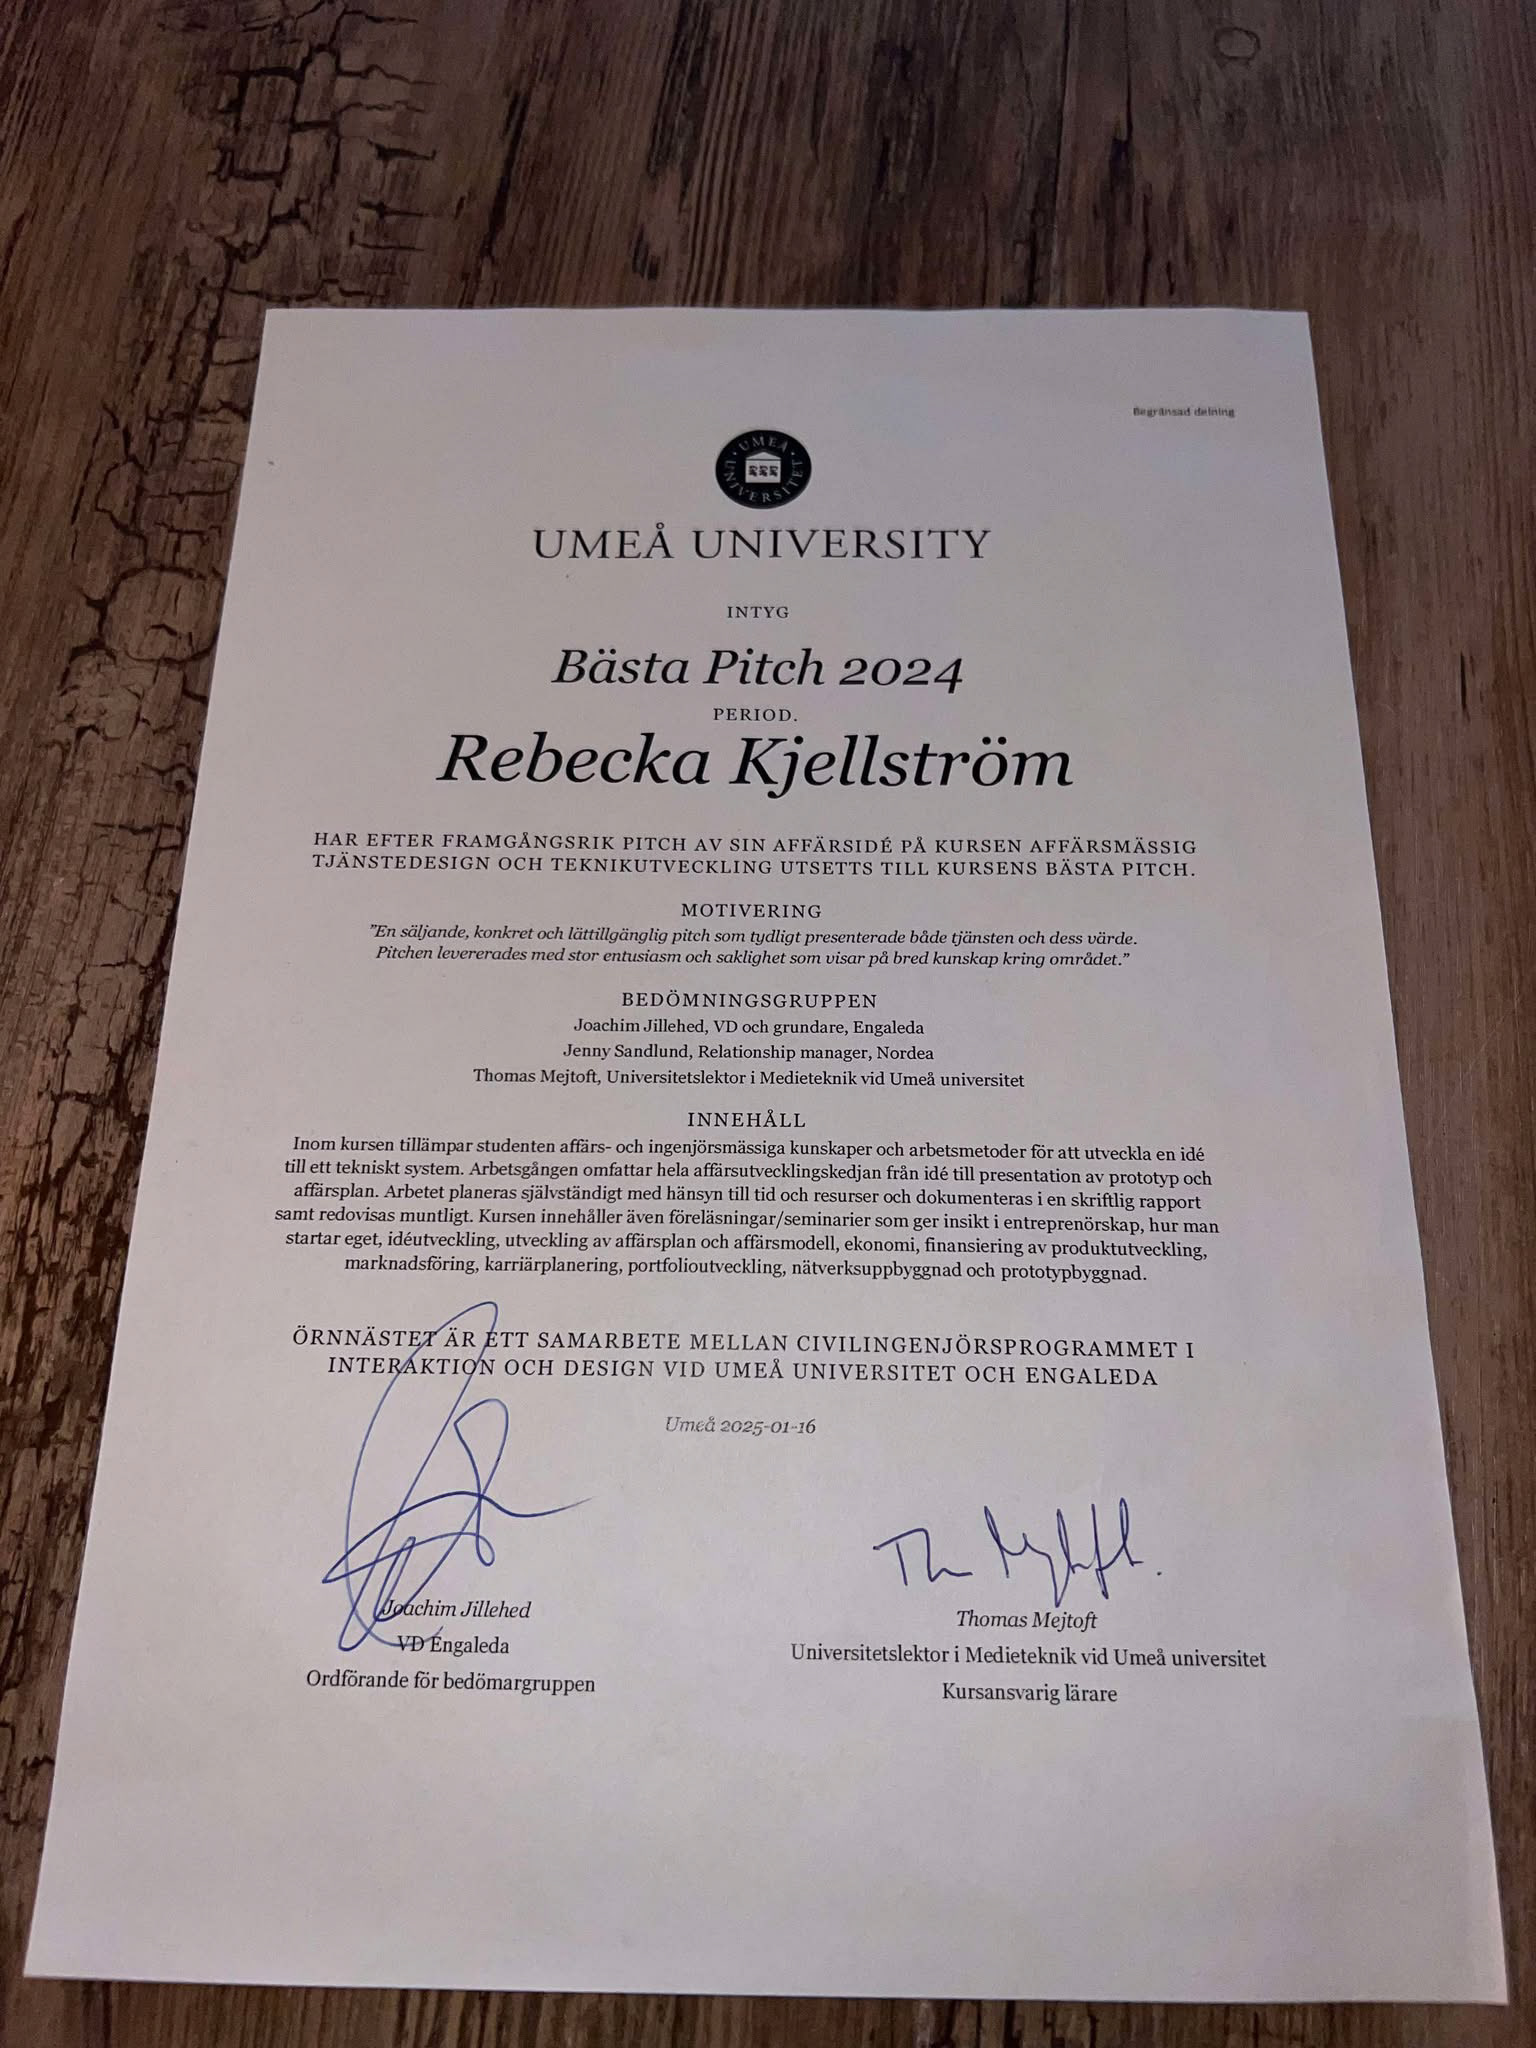 Begränsad delning
UMEÅ UNIVERSITET
UMEÅ UNIVERSITY
INTYG
Bästa Pitch 2024
PERIOD.
Rebecka Kjellström
HAR EFTER FRAMGÅNGSRIK PITCH AV SIN AFFÄRSIDÉ PÅ KURSEN AFFÄRSMÄSSIG
TJÄNSTEDESIGN OCH TEKNIKUTVECKLING UTSETTS TILL KURSENS BÄSTA PITCH.
MOTIVERING
”En säljande, konkret och lättillgänglig pitch som tydligt presenterade både tjänsten och dess värde.
Pitchen levererades med stor entusiasm och saklighet som visar på bred kunskap kring området.”
BEDÖMNINGSGRUPPEN
Joachim Jillehed, VD och grundare, Engaleda
Jenny Sandlund, Relationship manager, Nordea
Thomas Mejtoft, Universitetslektor i Medieteknik vid Umeå universitet
INNEHÅLL
Inom kursen tillämpar studenten affärs- och ingenjörsmässiga kunskaper och arbetsmetoder för att utveckla en idé
till ett tekniskt system. Arbetsgången omfattar hela affärsutvecklingskedjan från idé till presentation av prototyp och
affärsplan. Arbetet planeras självständigt med hänsyn till tid och resurser och dokumenteras i en skriftlig rapport
samt redovisas muntligt. Kursen innehåller även föreläsningar/seminarier som ger insikt i entreprenörskap, hur man
startar eget, idéutveckling, utveckling av affärsplan och affärsmodell, ekonomi, finansiering av produktutveckling,
marknadsföring, karriärplanering, portfolioutveckling, nätverksuppbyggnad och prototypbyggnad.
ÖRNNÄSTET ÄR ETT SAMARBETE MELLAN CIVILINGENJÖRSPROGRAMMET I
INTERAKTION OCH DESIGN VID UMEÅ UNIVERSITET OCH ENGALEDA
Umeå 2025-01-16
Joachim Jillehed
VD Engaleda
Ordförande för bedömargruppen
Thomas Mejtoft
Universitetslektor i Medieteknik vid Umeå universitet
Kursansvarig lärare